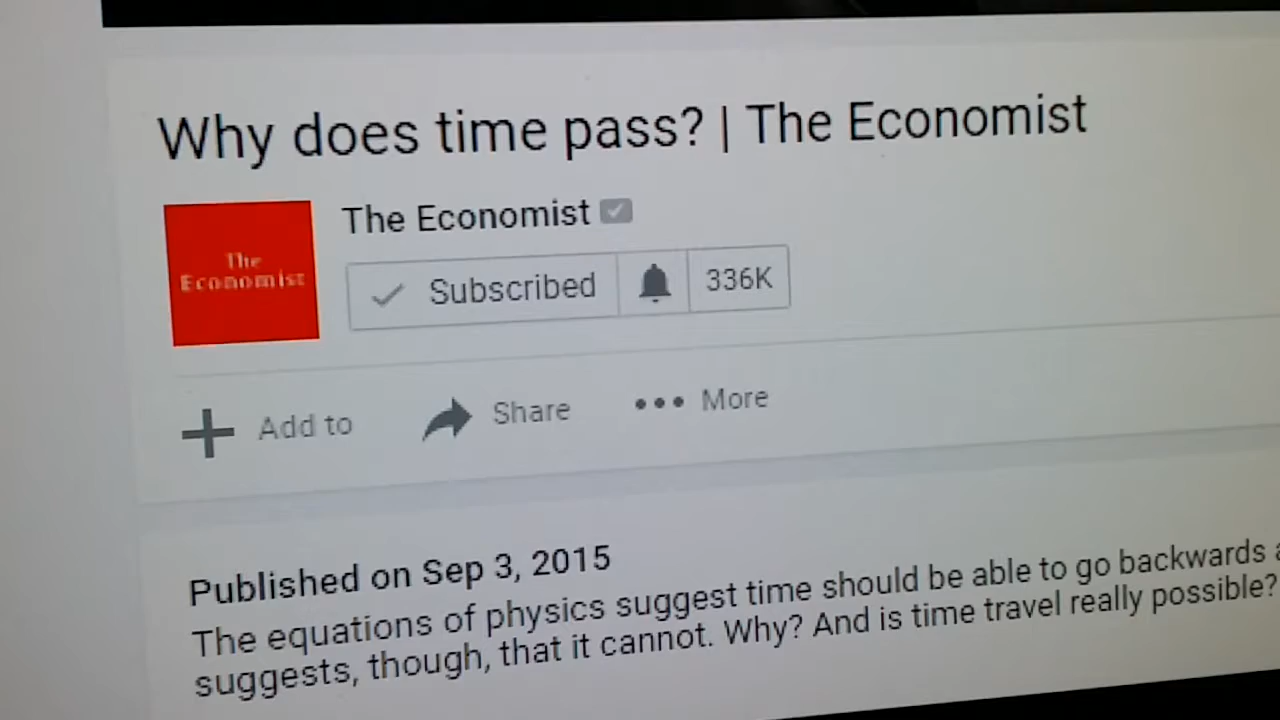 Why does time pass? | The Economist
The
Economist
The Economist
Subscribed 336K
Add to Share More
Published on Sep 3, 2015
The equations of physics suggest time should be able to go backwards
suggests, though, that it cannot. Why? And is time travel really possible?